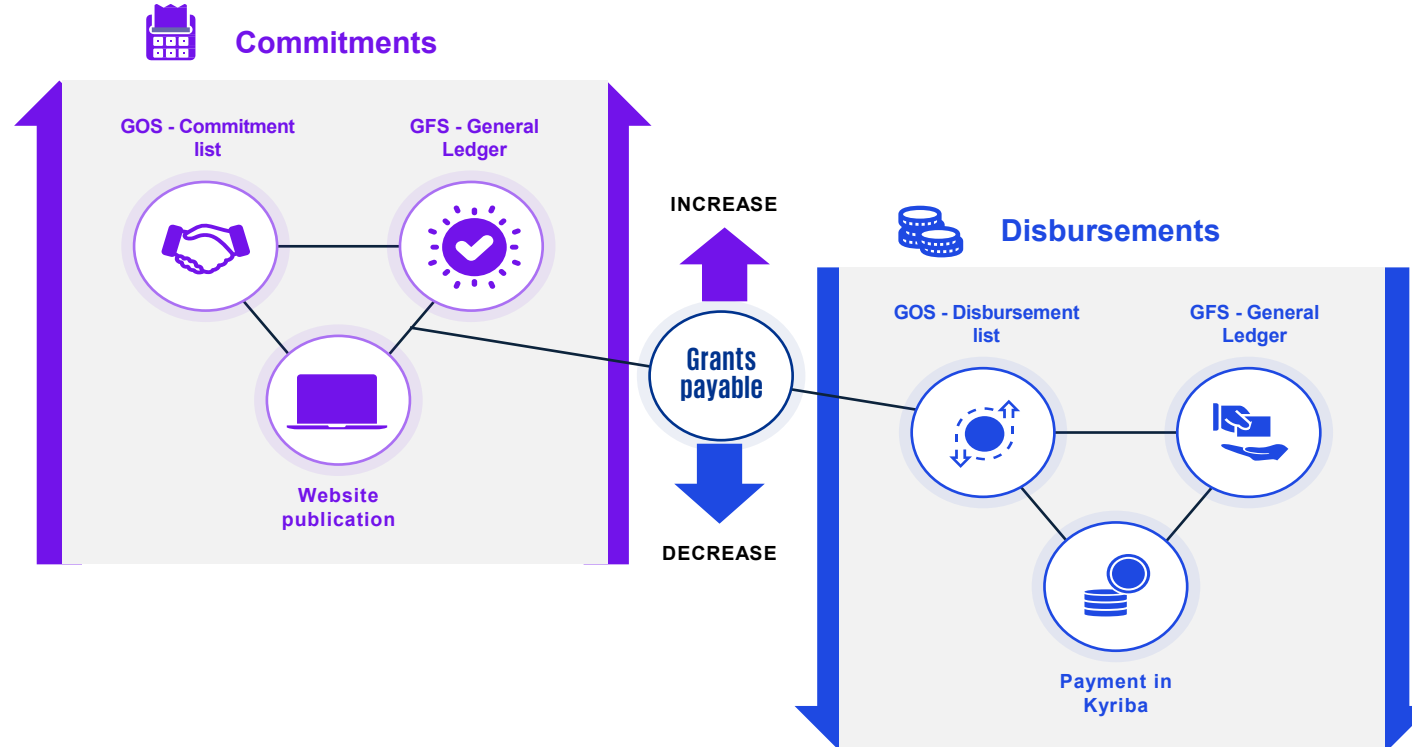 Commitments
GOS - Commitment
list
GFS - General
Ledger
Website
publication
INCREASE
Grants
payable
DECREASE
Disbursements
GOS - Disbursement
list
GFS - General
Ledger
Payment in
Kyriba